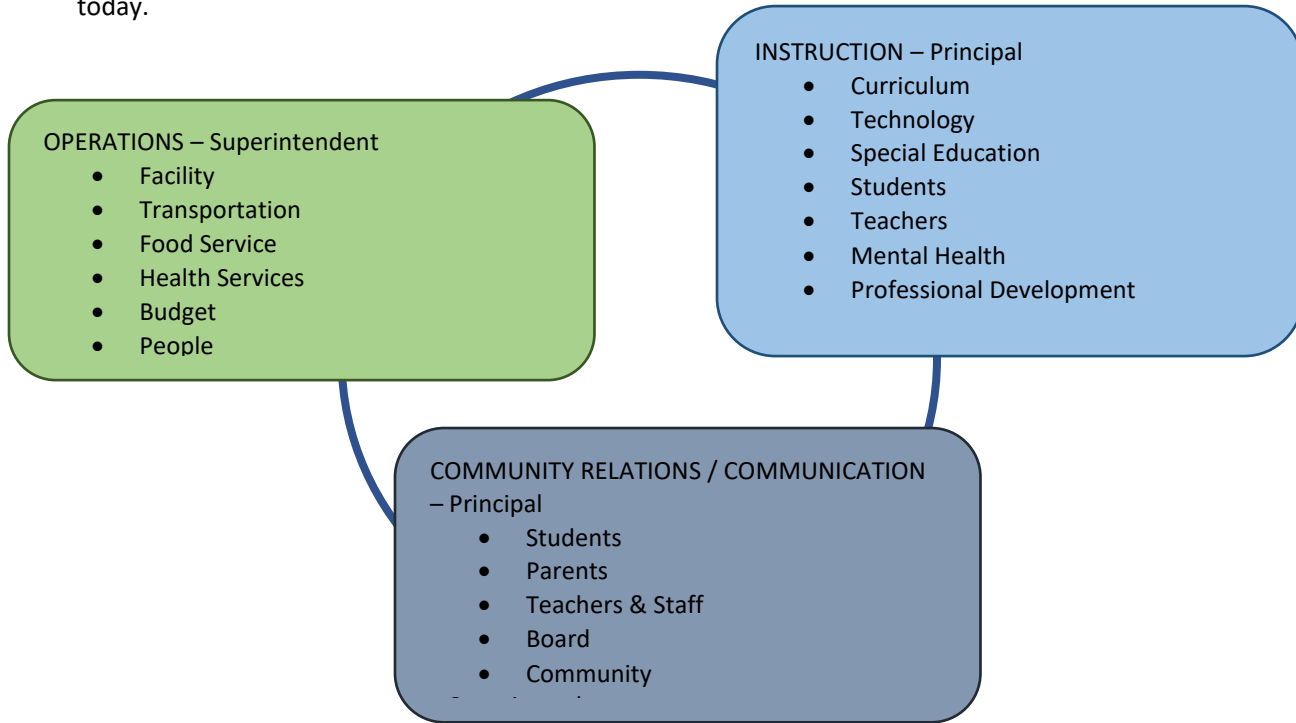 today.
OPERATIONS – Superintendent
• Facility
• Transportation
• Food Service
• Health Services
• Budget
• People
INSTRUCTION – Principal
• Curriculum
• Technology
• Special Education
• Students
• Teachers
• Mental Health
• Professional Development
COMMUNITY RELATIONS / COMMUNICATION
– Principal
• Students
• Parents
• Teachers & Staff
• Board
• Community